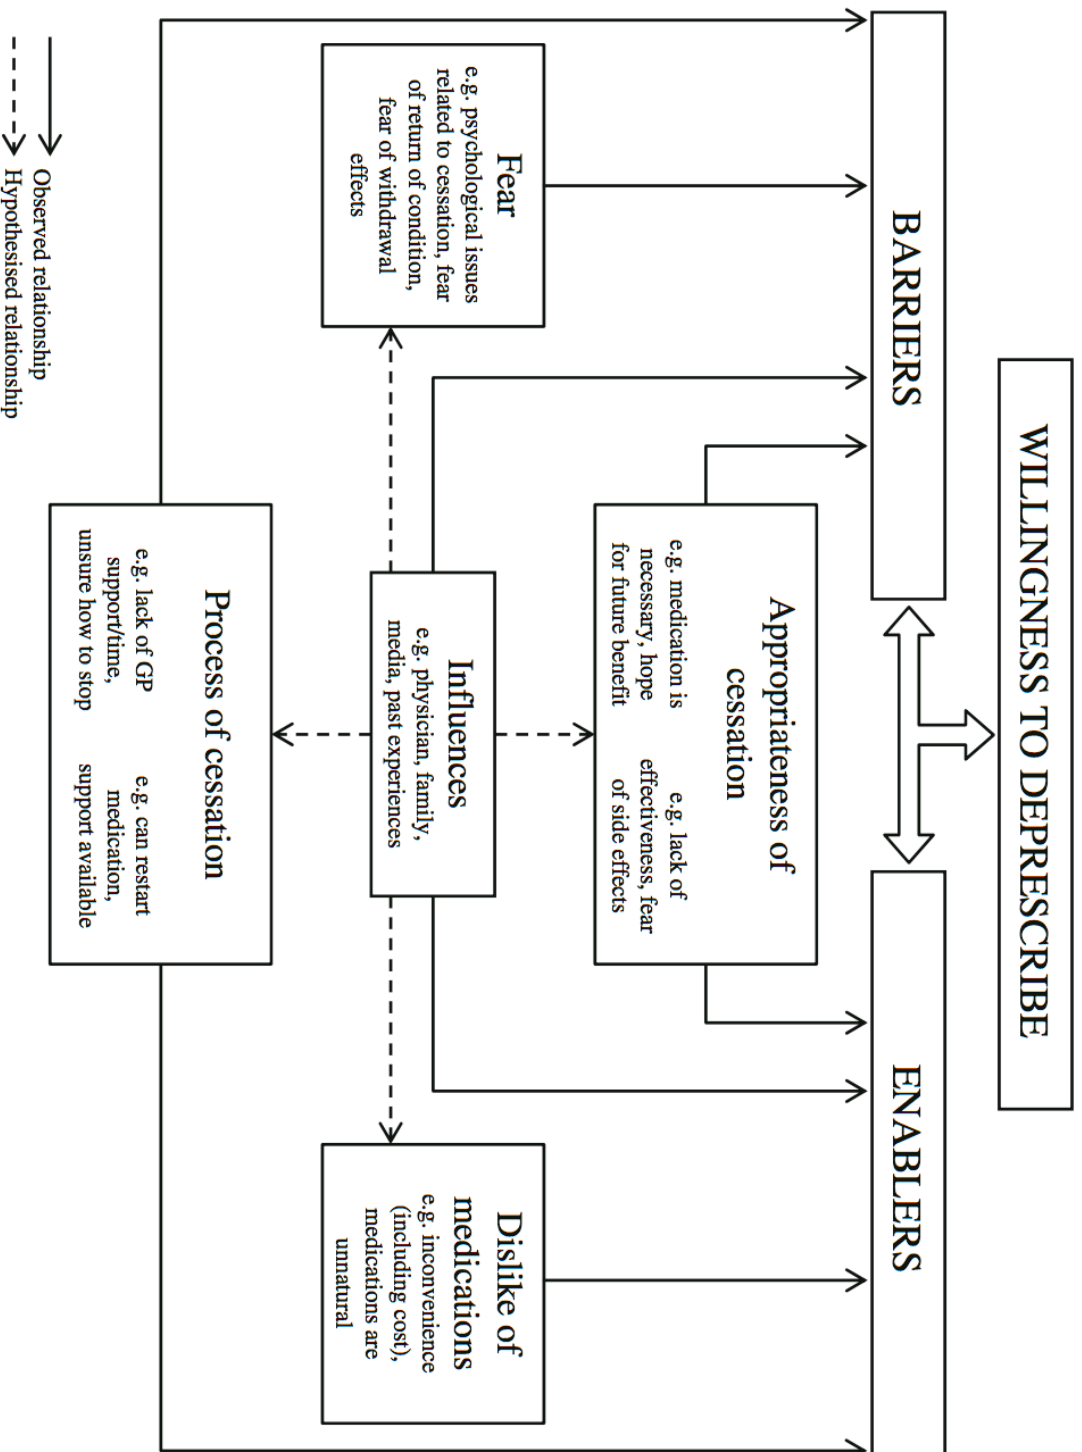 WILLINGNESS TO DEPRESCRIBE
BARRIERS
ENABLERS
Appropriateness of
cessation
e.g. medication is
necessary, hope
for future benefit
e.g. lack of
effectiveness, fear
of side effects
Fear
e.g. psychological issues
related to cessation, fear
of return of condition,
fear of withdrawal
effects
Influences
e.g. physician, family,
media, past experiences
Dislike of
medications
e.g. inconvenience
(including cost),
medications are
unnatural
Process of cessation
e.g. lack of GP
support/time,
unsure how to stop
e.g. can restart
medication,
support available
Observed relationship
Hypothesised relationship